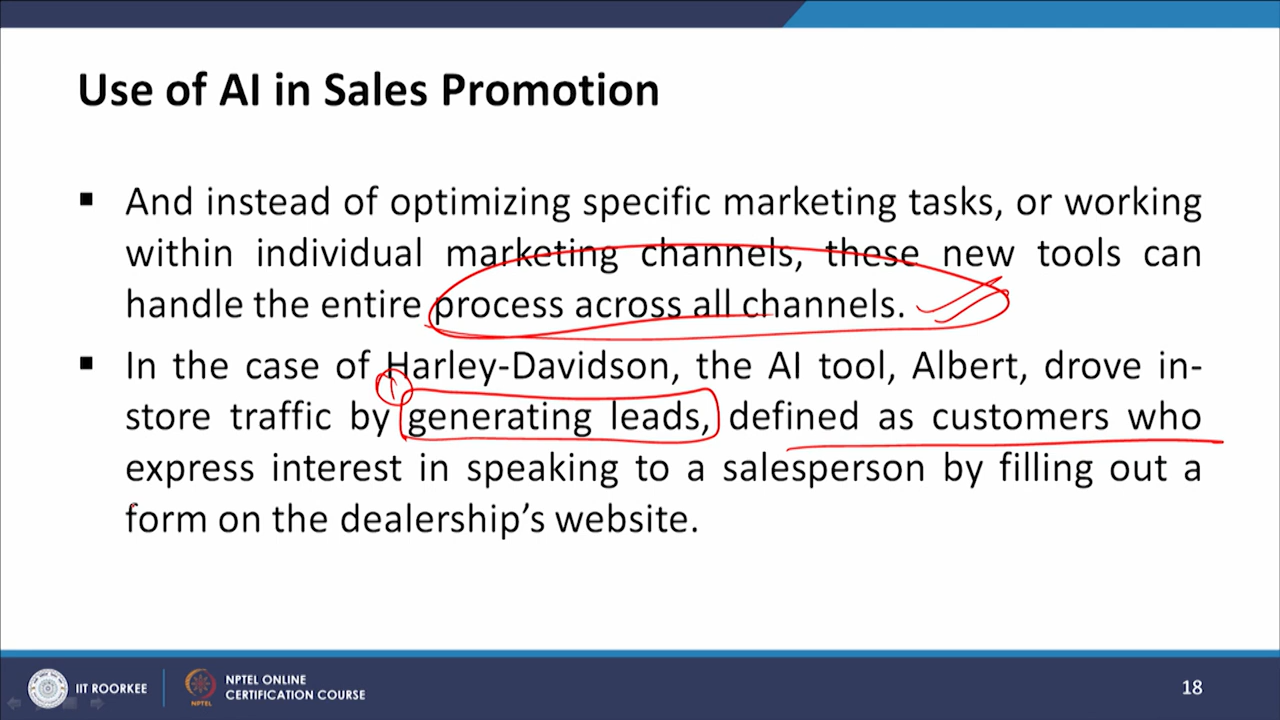 Use of AI in Sales Promotion
▪ And instead of optimizing specific marketing tasks, or working
within individual marketing channels, these new tools can
handle the entire process across all channels.
▪ In the case of Harley-Davidson, the AI tool, Albert, drove in-
store traffic by generating leads, defined as customers who
express interest in speaking to a salesperson by filling out a
form on the dealership's website.
1
IIT ROORKEE
NPTEL
NPTEL ONLINE
CERTIFICATION COURSE
18